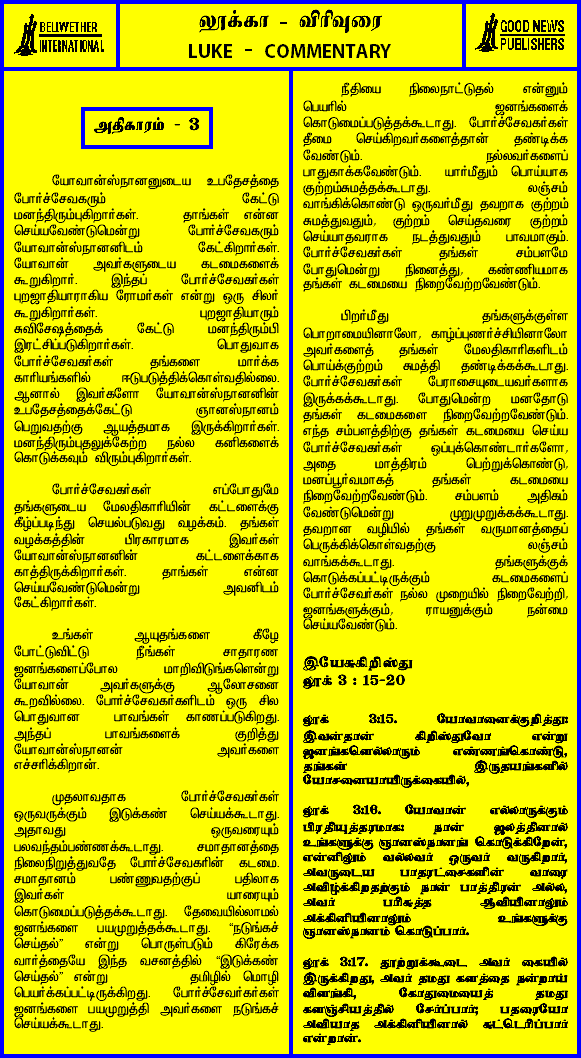 BELLWETHER
INTERNATIONAL
லூக்கா - விரிவுரை
LUKE - COMMENTARY
GOOD NEWS
PUBLISHERS
அதிகாரம் - 3
யோவான்ஸ்நானனுடைய உபதேசத்தை
போர்ச்சேவகரும் கேட்டு
மனந்திரும்புகிறார்கள். தாங்கள் என்ன
செய்யவேண்டுமென்று போர்ச்சேவகரும்
யோவான்ஸ்நானனிடம் கேட்கிறார்கள்.
யோவான் அவர்களுடைய கடமைகளைக்
கூறுகிறார். இந்தப் போர்ச்சேவகர்கள்
புறஜாதியாராகிய ரோமர்கள் என்று ஒரு சிலர்
கூறுகிறார்கள். புறஜாதியாரும்
சுவிசேஷத்தைக் கேட்டு மனந்திரும்பி
இரட்சிப்படுகிறார்கள். பொதுவாக
போர்ச்சேவகர்கள் தங்களை மார்க்க
காரியங்களில் ஈடுபடுத்திக்கொள்வதில்லை.
ஆனால் இவர்களோ யோவான்ஸ்நானனின்
உபதேசத்தைக்கேட்டு ஞானஸ்நானம்
பெறுவதற்கு ஆயத்தமாக இருக்கிறார்கள்.
மனந்திரும்புதலுக்கேற்ற நல்ல கனிகளைக்
கொடுக்கவும் விரும்புகிறார்கள்.
போர்ச்சேவகர்கள் எப்போதுமே
தங்களுடைய மேலதிகாரியின் கட்டளைக்கு
கீழ்ப்படிந்து செயல்படுவது வழக்கம். தங்கள்
வழக்கத்தின் பிரகாரமாக இவர்கள்
யோவான்ஸ்நானனின் கட்டளைக்காக
காத்திருக்கிறார்கள். தாங்கள் என்ன
செய்யவேண்டுமென்று அவனிடம்
கேட்கிறார்கள்.
உங்கள் ஆயுதங்களை கீழே
போட்டுவிட்டு நீங்கள் சாதாரண
ஜனங்களைப்போல மாறிவிடுங்களென்று
யோவான் அவர்களுக்கு ஆலோசனை
கூறவில்லை. போர்ச்சேவகர்களிடம் ஒரு சில
பொதுவான பாவங்கள் காணப்படுகிறது.
அந்தப் பாவங்களைக் குறித்து
யோவான்ஸ்நானன் அவர்களை
எச்சரிக்கிறான்.
முதலாவதாக போர்ச்சேவகர்கள்
ஒருவருக்கும் இடுக்கண் செய்யக்கூடாது.
அதாவது ஒருவரையும்
பலவந்தம்பண்ணக்கூடாது. சமாதானத்தை
நிலைநிறுத்துவதே போர்ச்சேவகரின் கடமை.
சமாதானம் பண்ணுவதற்குப் பதிலாக
இவர்கள் யாரையும்
கொடுமைப்படுத்தக்கூடாது. தேவையில்லாமல்
ஜனங்களை பயமுறுத்தக்கூடாது. “நடுங்கச்
செய்தல்” என்று பொருள்படும் கிரேக்க
வார்த்தையே இந்த வசனத்தில் “இடுக்கண்
செய்தல்” என்று தமிழில் மொழி
பெயர்க்கப்பட்டிருக்கிறது. போர்ச்சேவர்கர்கள்
ஜனங்களை பயமுறுத்தி அவர்களை நடுங்கச்
செய்யக்கூடாது.
நீதியை நிலைநாட்டுதல் என்னும்
பெயரில் ஜனங்களைக்
கொடுமைப்படுத்தக்கூடாது. போர்ச்சேவகர்கள்
தீமை செய்கிறவர்களைத்தான் தண்டிக்க
வேண்டும். நல்லவர்களைப்
பாதுகாக்கவேண்டும். யார்மீதும் பொய்யாக
குற்றம்சுமத்தக்கூடாது. லஞ்சம்
வாங்கிக்கொண்டு ஒருவர்மீது தவறாக குற்றம்
சுமத்துவதும், குற்றம் செய்தவரை குற்றம்
செய்யாதவராக நடத்துவதும் பாவமாகும்.
போர்ச்சேவகர்கள் தங்கள் சம்பளமே
போதுமென்று நினைத்து, கண்ணியமாக
தங்கள் கடமையை நிறைவேற்றவேண்டும்.
பிறர்மீது தங்களுக்குள்ள
பொறாமையினாலோ, காழ்ப்புணர்ச்சியினாலோ
அவர்களைத் தங்கள் மேலதிகாரிகளிடம்
பொய்க்குற்றம் சுமத்தி தண்டிக்கக்கூடாது.
போர்ச்சேவர்கள் பேராசையுடையவர்களாக
இருக்கக்கூடாது. போதுமென்ற மனதோடு
தங்கள் கடமைகளை நிறைவேற்றவேண்டும்.
எந்த சம்பளத்திற்கு தங்கள் கடமையை செய்ய
போர்ச்சேவர்கள் ஒப்புக்கொண்டார்களோ,
அதை மாத்திரம் பெற்றுக்கொண்டு,
மனப்பூர்வமாகத் தங்கள் கடமையை
நிறைவேற்றவேண்டும். சம்பளம் அதிகம்
வேண்டுமென்று முறுமுறுக்கக்கூடாது.
தவறான வழியில் தங்கள் வருமானத்தைப்
பெருக்கிக்கொள்வதற்கு லஞ்சம்
வாங்கக்கூடாது. தங்களுக்குக்
கொடுக்கப்பட்டிருக்கும் கடமைகளைப்
போர்ச்சேவர்கள் நல்ல முறையில் நிறைவேற்றி,
ஜனங்களுக்கும், ராயனுக்கும் நன்மை
செய்யவேண்டும்.
இயேசுகிறிஸ்து
லூக் 3 : 15-20
லூக் 3:15. யோவானைக்குறித்து:
இவன்தான் கிறிஸ்துவோ என்று
ஜனங்களெல்லாரும் எண்ணங்கொண்டு,
தங்கள் இருதயங்களில்
யோசனையாயிருக்கையில்,
லூக் 3:16. யோவான் எல்லாருக்கும்
பிரதியுத்தரமாக: நான் ஜலத்தினால்
உங்களுக்கு ஞானஸ்நானங் கொடுக்கிறேன்,
என்னிலும் வல்லவர் ஒருவர் வருகிறார்,
அவருடைய பாதரட்சைகளின் வாரை
அவிழ்க்கிறதற்கும் நான் பாத்திரன் அல்ல,
அவர் பரிசுத்த ஆவியினாலும்
அக்கினியினாலும் உங்களுக்கு
ஞானஸ்நானம் கொடுப்பார்.
லூக் 3:17. தூற்றுக்கூடை அவர் கையில்
இருக்கிறது, அவர் தமது களத்தை நன்றாய்
விளங்கி, கோதுமையைத் தமது
களஞ்சியத்தில் சேர்ப்பார்; பதரையோ
அவியாத அக்கினியினால் சுட்டெரிப்பார்
என்றான்.